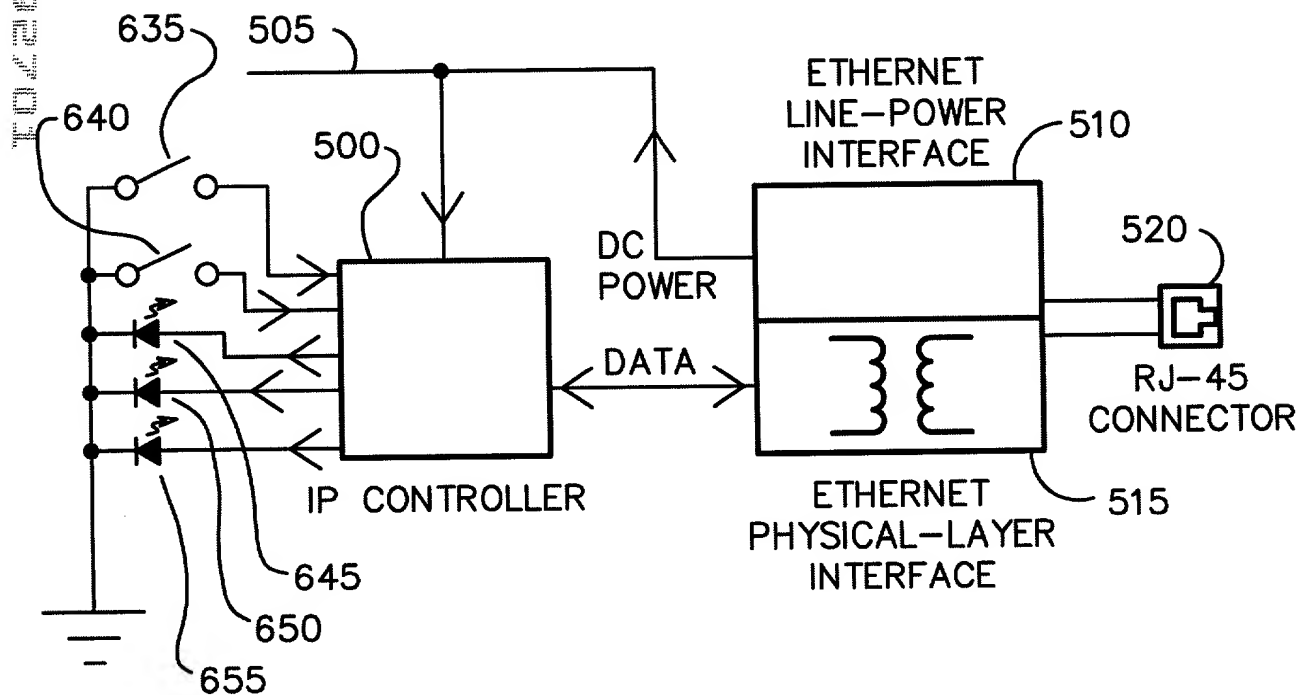 635
505
640
500
ETHERNET
LINE-POWER
INTERFACE
510
520
DC
POWER
DATA
RJ-45
CONNECTOR
IP CONTROLLER
ETHERNET
PHYSICAL-LAYER
INTERFACE
515
645
650
655